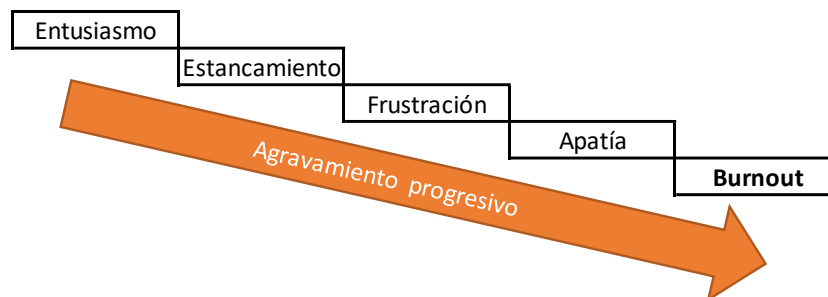 Entusiasmo
Estancamiento
Frustración
Apatía
Burnout
Agravamiento progresivo